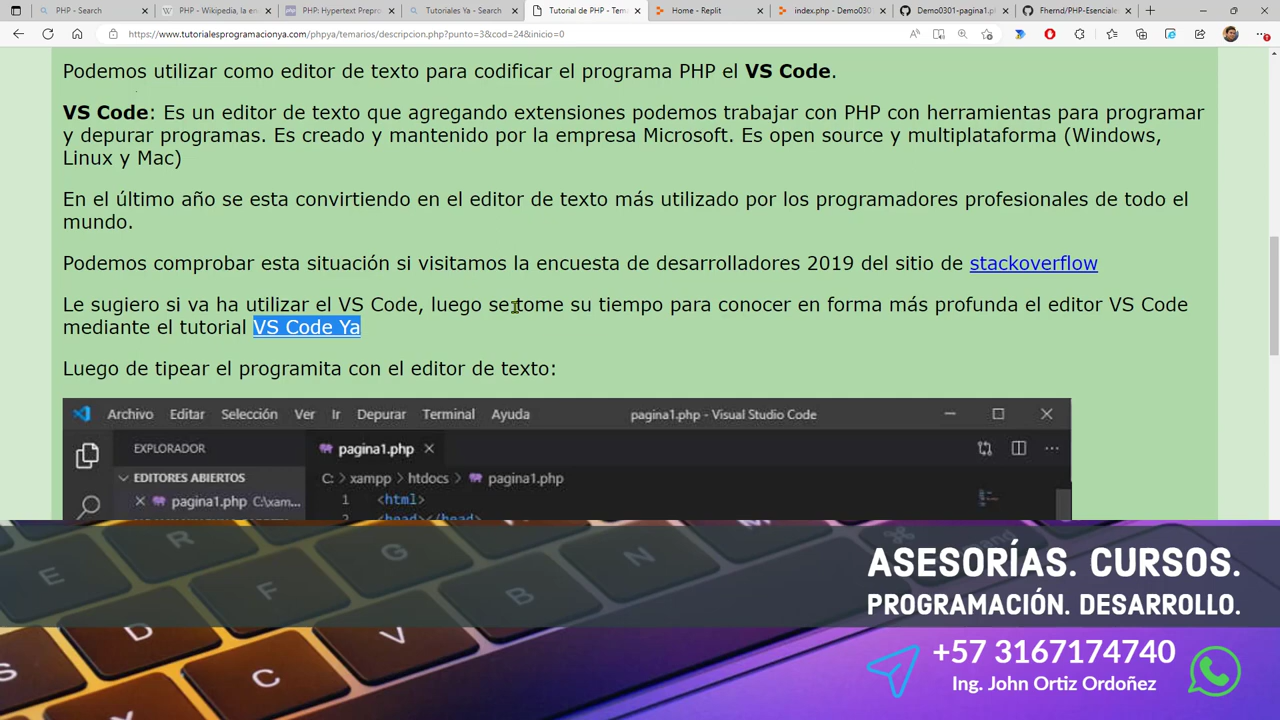 PHP - Search
PHP - Wikipedia, la en
PHP: Hypertext Prepro
Tutoriales Ya - Search
Tutorial de PHP - Tem
Home - Replit
index.php - Demo030
Demo0301-pagina1.p
Fhernd/PHP-Esenciale
https://www.tutorialesprogramacionya.com/phpya/temarios/descripcion.php?punto=3&cod=24&inicio=0
Podemos utilizar como editor de texto para codificar el programa PHP el VS Code.
VS Code: Es un editor de texto que agregando extensiones podemos trabajar con PHP con herramientas para programar
y depurar programas. Es creado y mantenido por la empresa Microsoft. Es open source y multiplataforma (Windows,
Linux y Mac)
En el último año se esta convirtiendo en el editor de texto más utilizado por los programadores profesionales de todo el
mundo.
Podemos comprobar esta situación si visitamos la encuesta de desarrolladores 2019 del sitio de stackoverflow
Le sugiero si va ha utilizar el VS Code, luego se tome su tiempo para conocer en forma más profunda el editor VS Code
mediante el tutorial VS Code Ya
Luego de tipear el programita con el editor de texto:
Archivo Editar Selección Ver Ir Depurar Terminal Ayuda pagina1.php - Visual Studio Code
EXPLORADOR
pagina1.php
EDITORES ABIERTOS
C: > xampp > htdocs > pagina1.php
pagina1.php C:\xam...
1 <html>
2 <head></head>
ASESORÍAS. CURSOS.
PROGRAMACIÓN. DESARROLLO.
+57 3167174740
Ing. John Ortiz Ordoñez